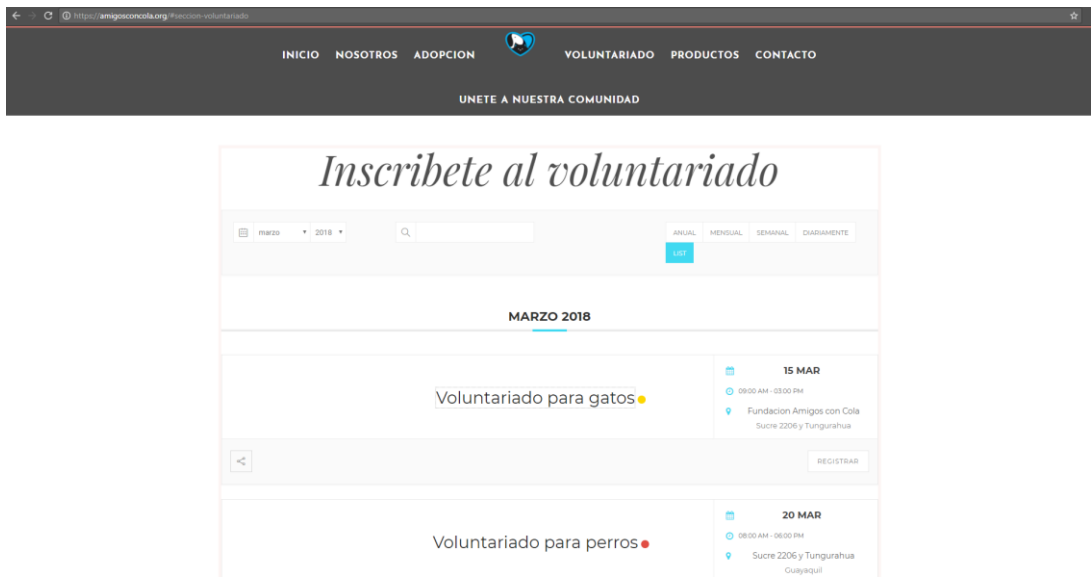 https://amigosconcola.org/#seccion-voluntariado
INICIO NOSOTROS ADOPCION VOLUNTARIADO PRODUCTOS CONTACTO
UNETE A NUESTRA COMUNIDAD
Inscribete al voluntariado
marzo 2018 ANUAL MENSUAL SEMANAL DIARIAMENTE
LIST
MARZO 2018
15 MAR
Voluntariado para gatos
09:00 AM - 03:00 PM
Fundacion Amigos con Cola
Sucre 2206 y Tungurahua
REGISTRAR
20 MAR
Voluntariado para perros
08:00 AM - 06:00 PM
Sucre 2206 y Tungurahua
Guayaquil